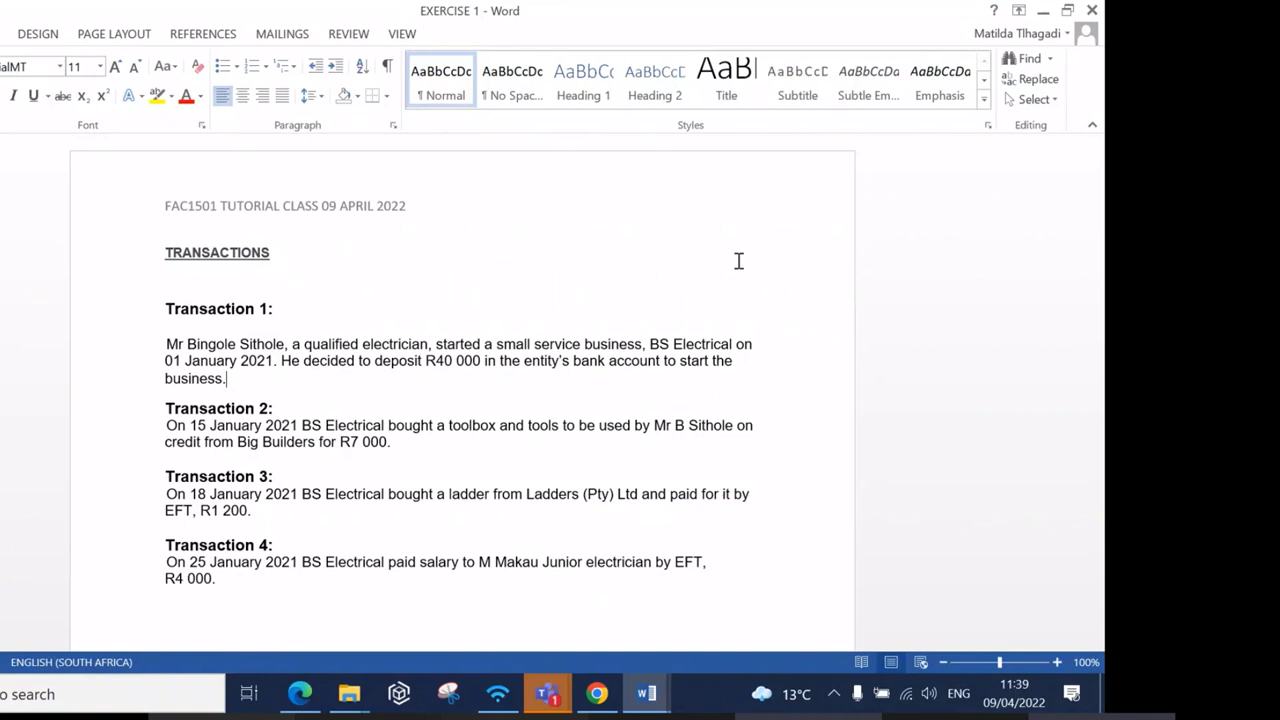 EXERCISE 1 - Word
DESIGN PAGE LAYOUT REFERENCES MAILINGS REVIEW VIEW
Matilda Tlhagadi
ialMT 11 Aa AaBbCcDc AaBbCcDc AaBbCc AaBbCcC AaBl AaBbCcC AaBbCcDa AaBbCcDa
¶ Normal ¶ No Spac... Heading 1 Heading 2 Title Subtitle Subtle Em... Emphasis
Find
Replace
Select
Font Paragraph Styles Editing
FAC1501 TUTORIAL CLASS 09 APRIL 2022
TRANSACTIONS
Transaction 1:
Mr Bingole Sithole, a qualified electrician, started a small service business, BS Electrical on
01 January 2021. He decided to deposit R40 000 in the entity's bank account to start the
business.
Transaction 2:
On 15 January 2021 BS Electrical bought a toolbox and tools to be used by Mr B Sithole on
credit from Big Builders for R7 000.
Transaction 3:
On 18 January 2021 BS Electrical bought a ladder from Ladders (Pty) Ltd and paid for it by
EFT, R1 200.
Transaction 4:
On 25 January 2021 BS Electrical paid salary to M Makau Junior electrician by EFT,
R4 000.
ENGLISH (SOUTH AFRICA) 100%
o search 13°C ENG 11:39
09/04/2022